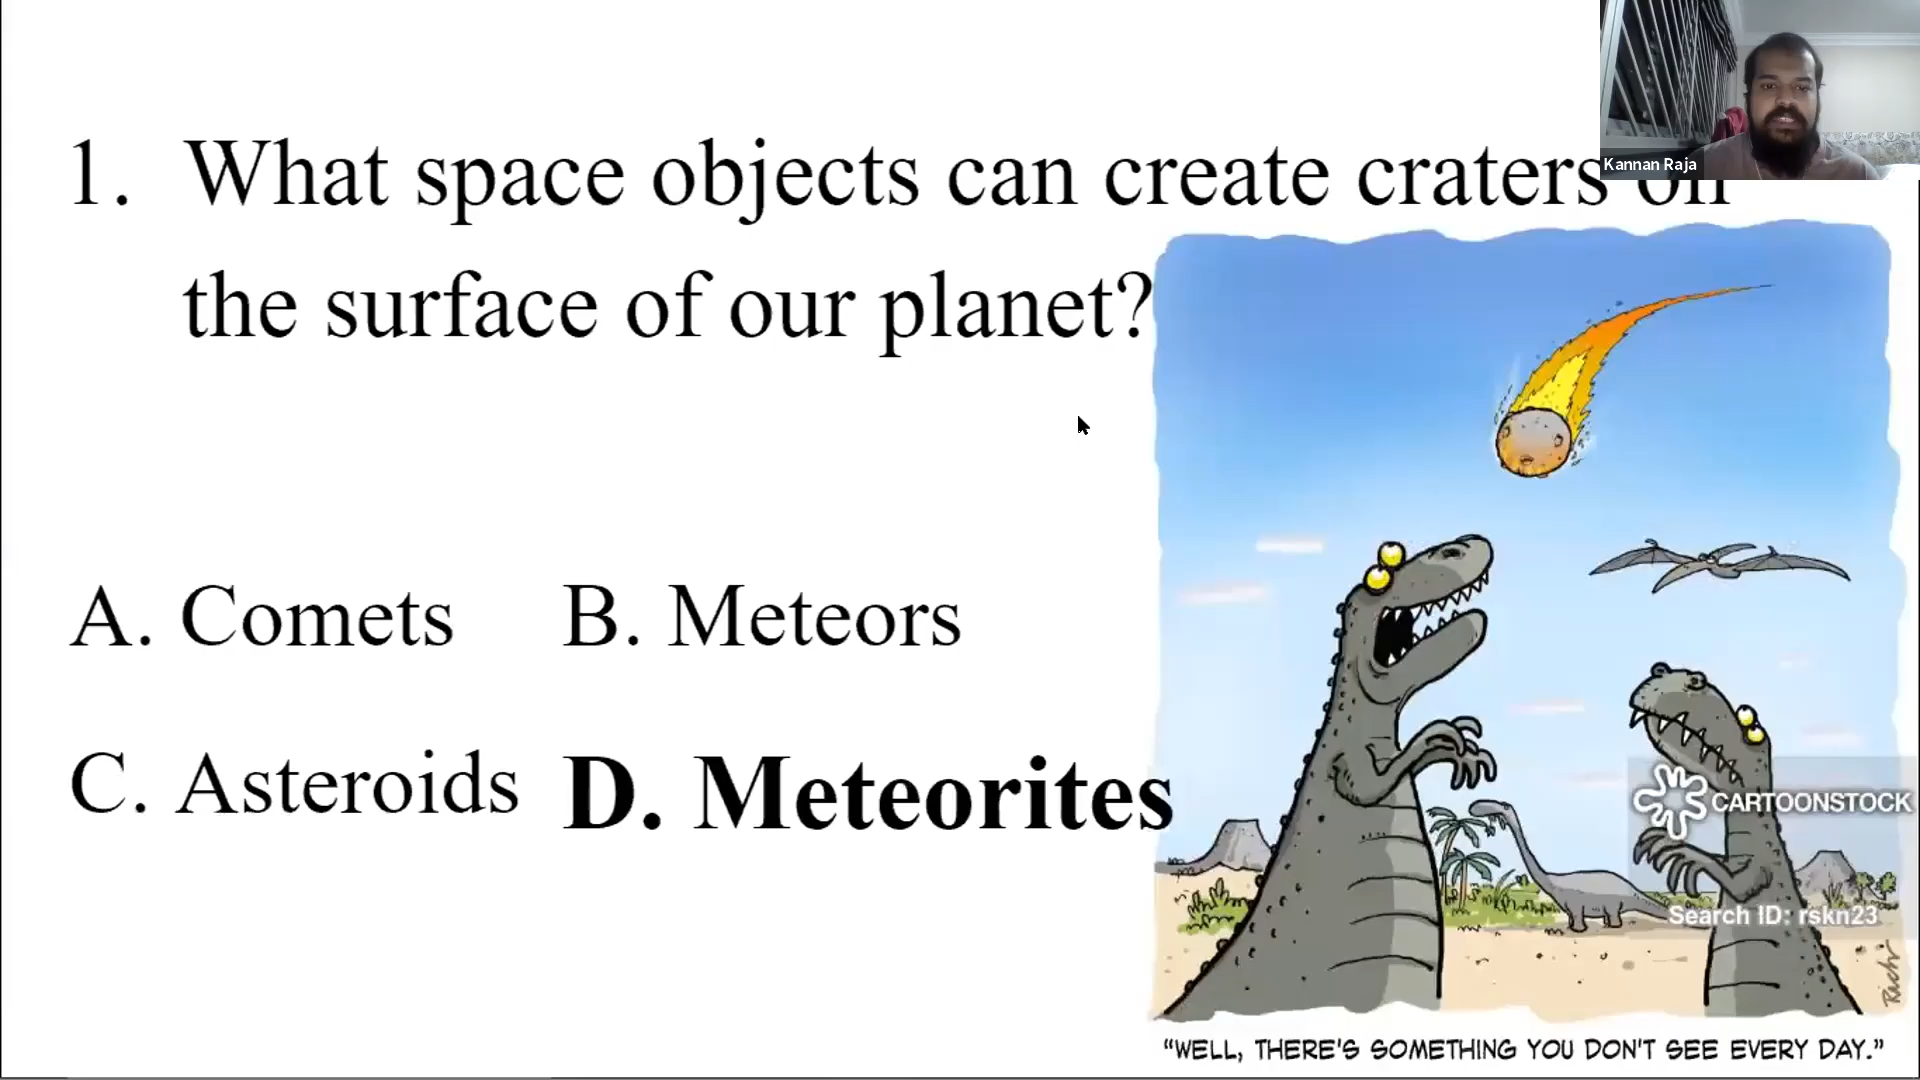 Kannan Raja
1. What space objects can create craters on
the surface of our planet?
A. Comets B. Meteors
C. Asteroids D. Meteorites
CARTOONSTOCK
Search ID: rskn23
"WELL, THERE'S SOMETHING YOU DON'T SEE EVERY DAY."